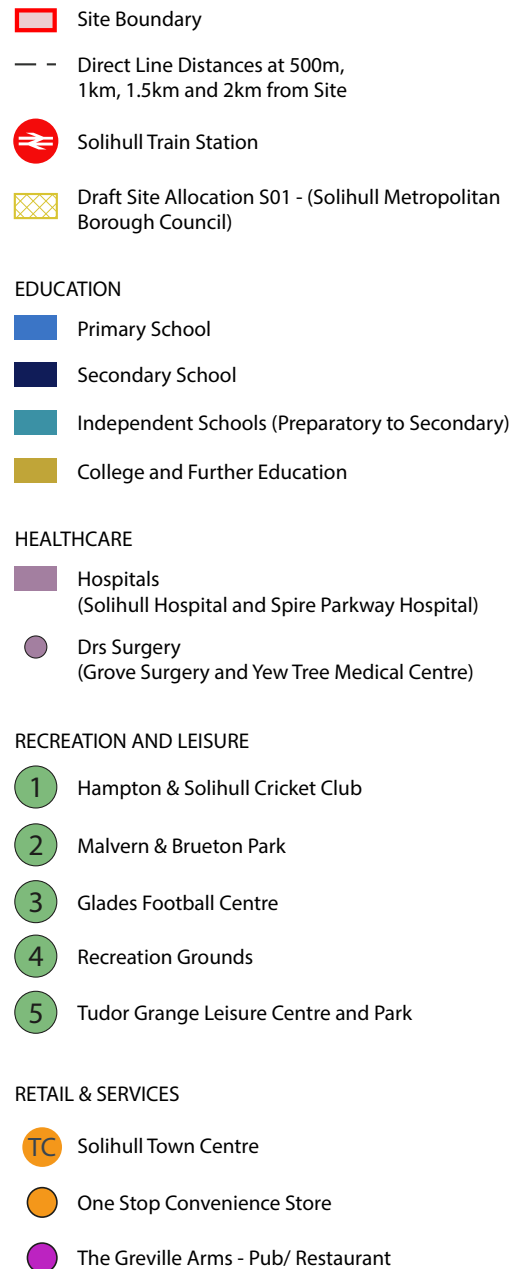 Site Boundary
Direct Line Distances at 500m,
1km, 1.5km and 2km from Site
Solihull Train Station
Draft Site Allocation S01 - (Solihull Metropolitan
Borough Council)
EDUCATION
Primary School
Secondary School
Independent Schools (Preparatory to Secondary)
College and Further Education
HEALTHCARE
Hospitals
(Solihull Hospital and Spire Parkway Hospital)
Drs Surgery
(Grove Surgery and Yew Tree Medical Centre)
RECREATION AND LEISURE
1 Hampton & Solihull Cricket Club
2 Malvern & Brueton Park
3 Glades Football Centre
4 Recreation Grounds
5 Tudor Grange Leisure Centre and Park
RETAIL & SERVICES
TC Solihull Town Centre
One Stop Convenience Store
The Greville Arms - Pub/ Restaurant